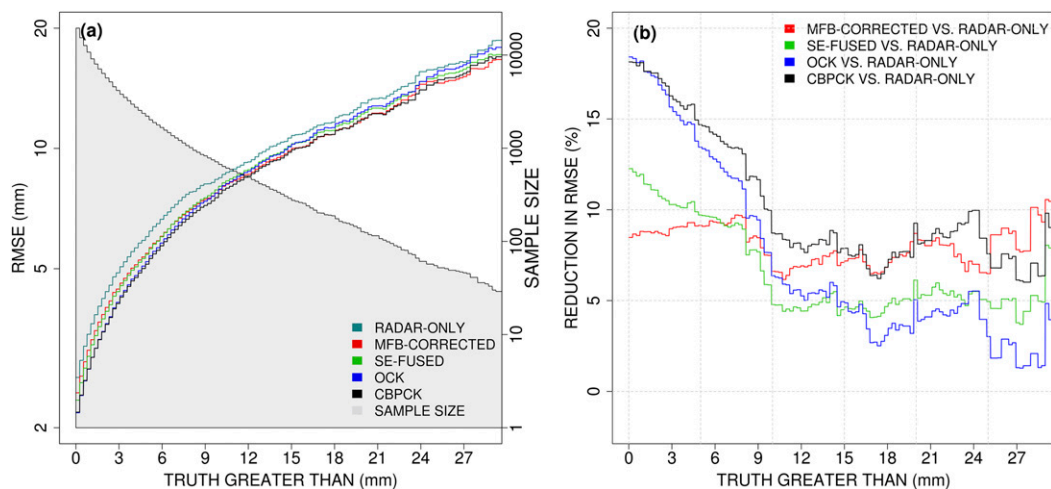 (a)
RMSE (mm)
20
10
5
2
SAMPLE SIZE
10000
1000
100
10
1
RADAR-ONLY
MFB-CORRECTED
SE-FUSED
OCK
CBPCK
SAMPLE SIZE
0 3 6 9 12 15 18 21 24 27
TRUTH GREATER THAN (mm)
(b)
MFB-CORRECTED VS. RADAR-ONLY
SE-FUSED VS. RADAR-ONLY
OCK VS. RADAR-ONLY
CBPCK VS. RADAR-ONLY
REDUCTION IN RMSE (%)
20
15
10
5
0
0 3 6 9 12 15 18 21 24 27
TRUTH GREATER THAN (mm)